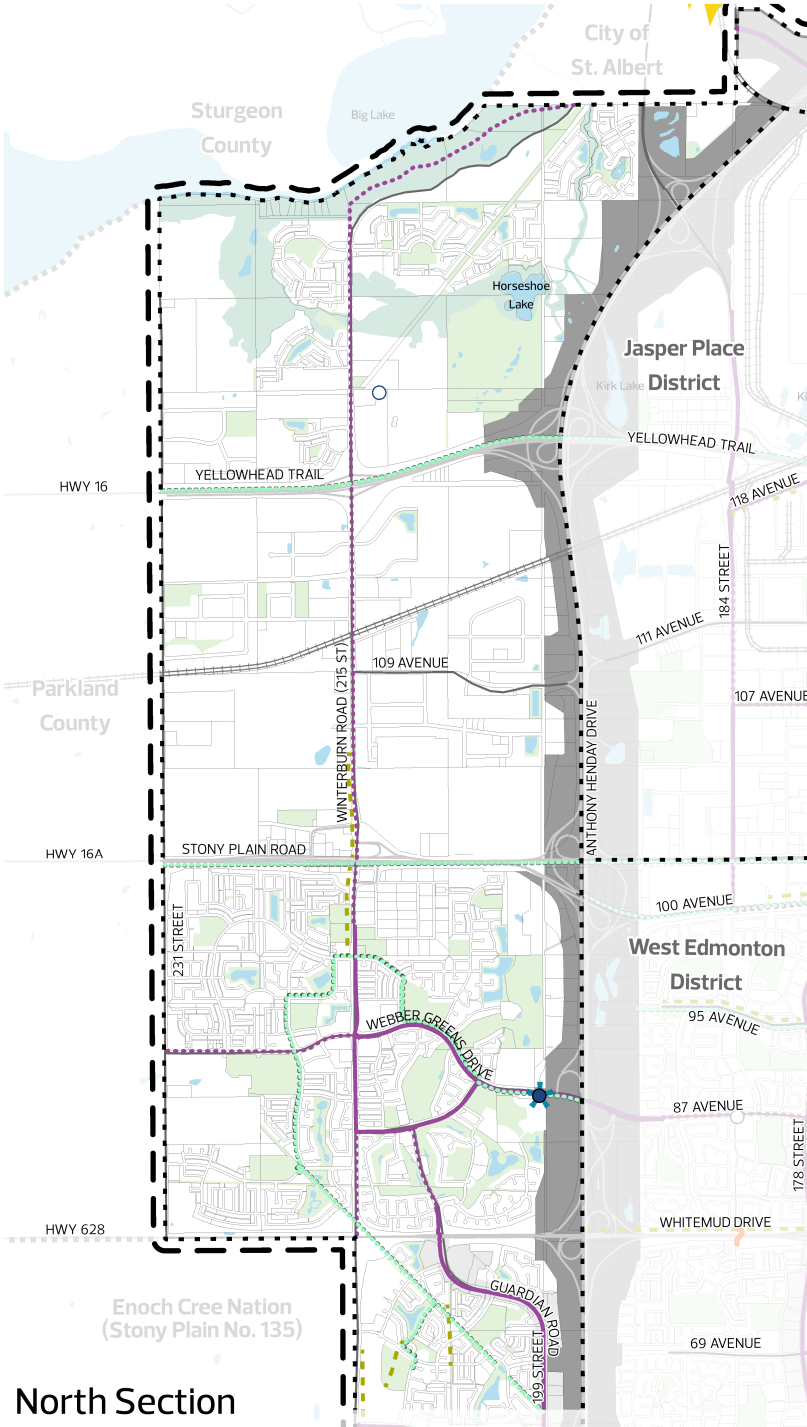 City of
St. Albert
Sturgeon
County
Big Lake
Horseshoe
Lake
Jasper Place
District
Kirk Lake
YELLOWHEAD TRAIL
YELLOWHEAD TRAIL
HWY 16
118 AVENUE
184 STREET
111 AVENUE
109 AVENUE
WINTERBURN ROAD (215 ST)
Parkland
County
107 AVENUE
ANTHONY HENDAY DRIVE
STONY PLAIN ROAD
HWY 16A
100 AVENUE
231 STREET
West Edmonton
District
95 AVENUE
WEBBER GREENS DRIVE
87 AVENUE
178 STREET
HWY 628
WHITEMUD DRIVE
Enoch Cree Nation
(Stony Plain No. 135)
GUARDIAN ROAD
199 STREET
69 AVENUE
North Section